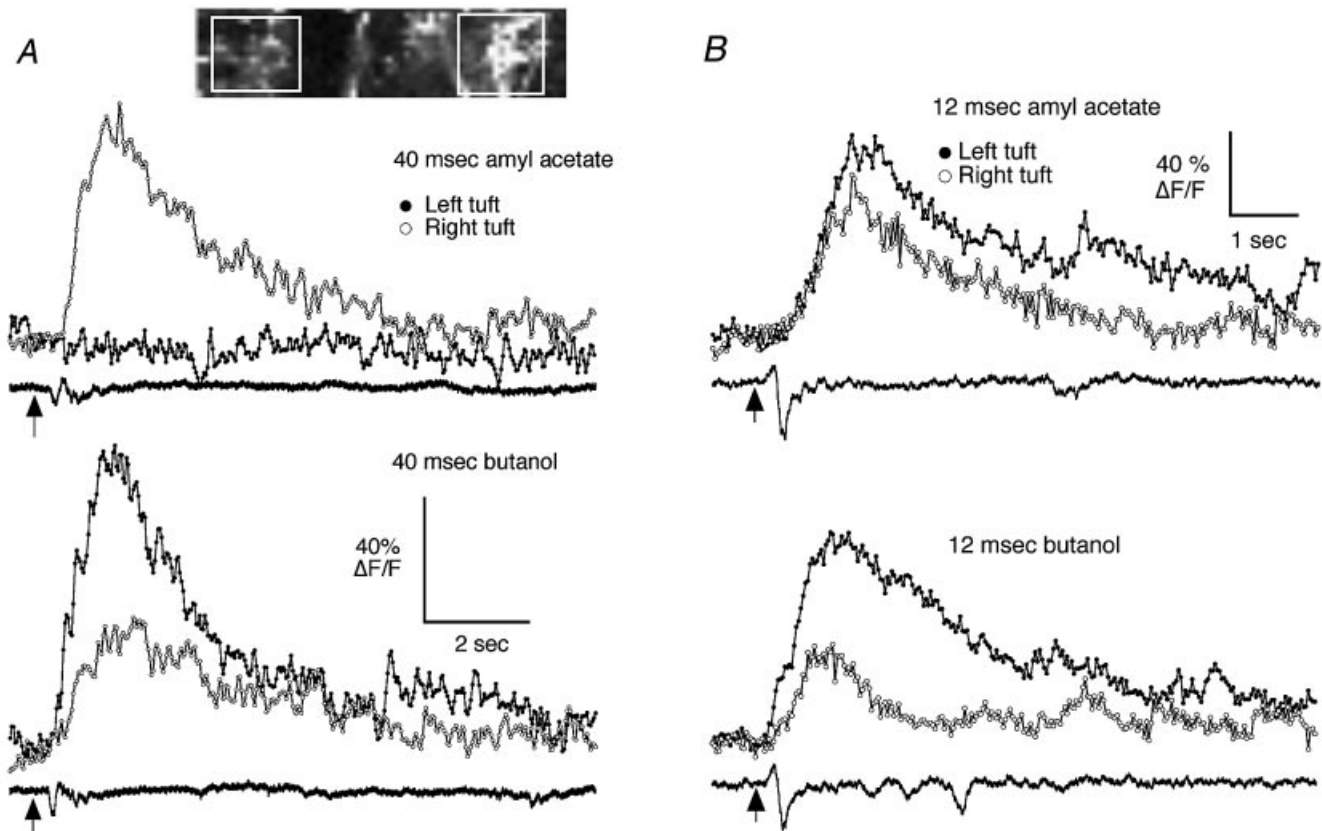 A
40 msec amyl acetate
Left tuft
Right tuft
40 msec butanol
40%
ΔF/F
2 sec
B
12 msec amyl acetate
Left tuft
Right tuft
40 %
ΔF/F
1 sec
12 msec butanol